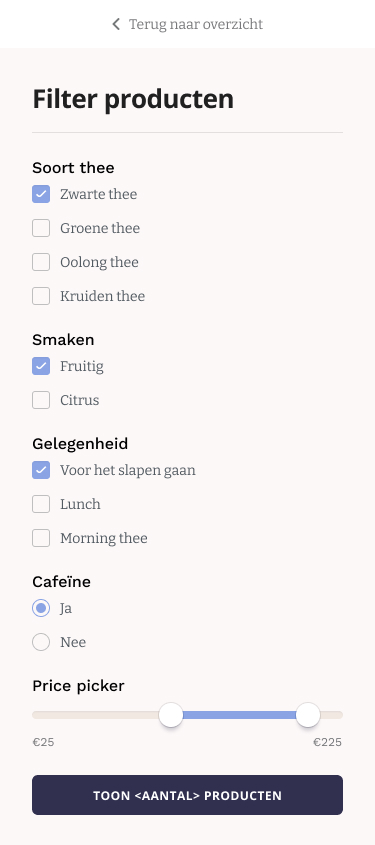 Terug naar overzicht
Filter producten
Soort thee
Zwarte thee
Groene thee
Oolong thee
Kruiden thee
Smaken
Fruitig
Citrus
Gelegenheid
Voor het slapen gaan
Lunch
Morning thee
Cafeïne
Ja
Nee
Price picker
€25 €225
TOON <AANTAL> PRODUCTEN